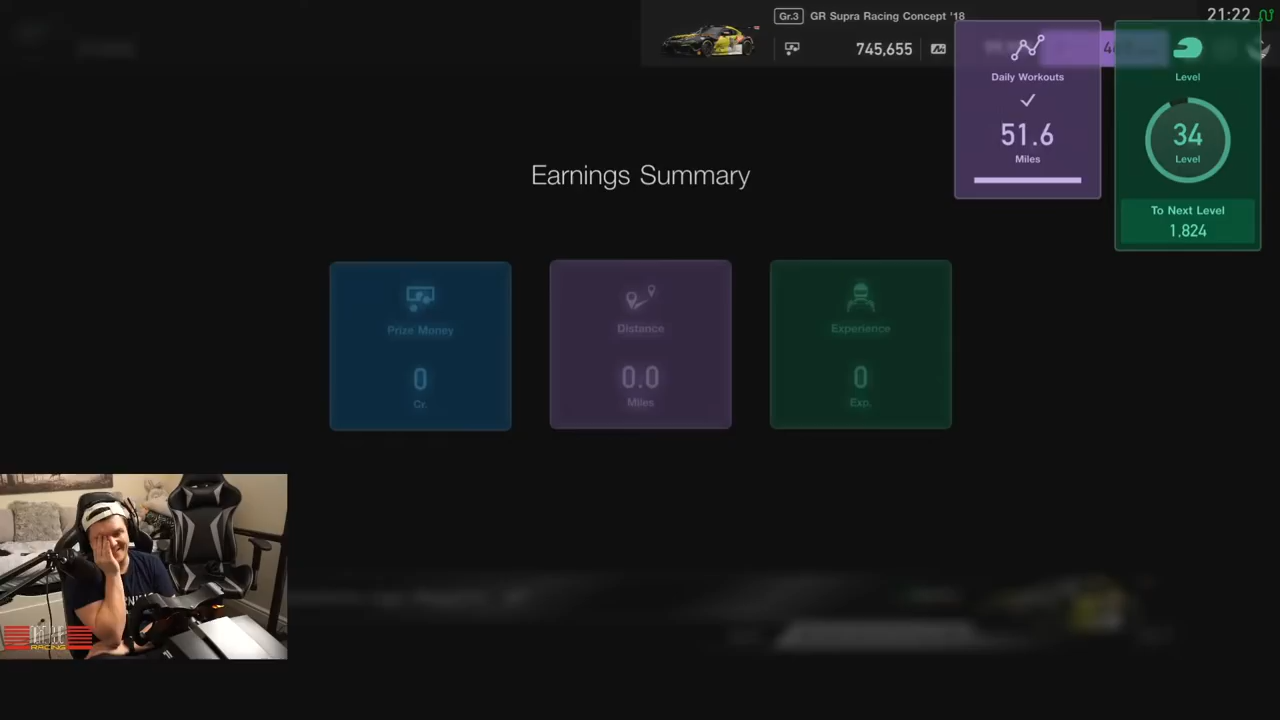 Gr.3 GR Supra Racing Concept '18
21:22
745,655
Daily Workouts
51.6
Miles
Level
34
Level
To Next Level
1,824
Earnings Summary
Prize Money
0
Cr.
Distance
0.0
Miles
Experience
0
Exp.
RACING